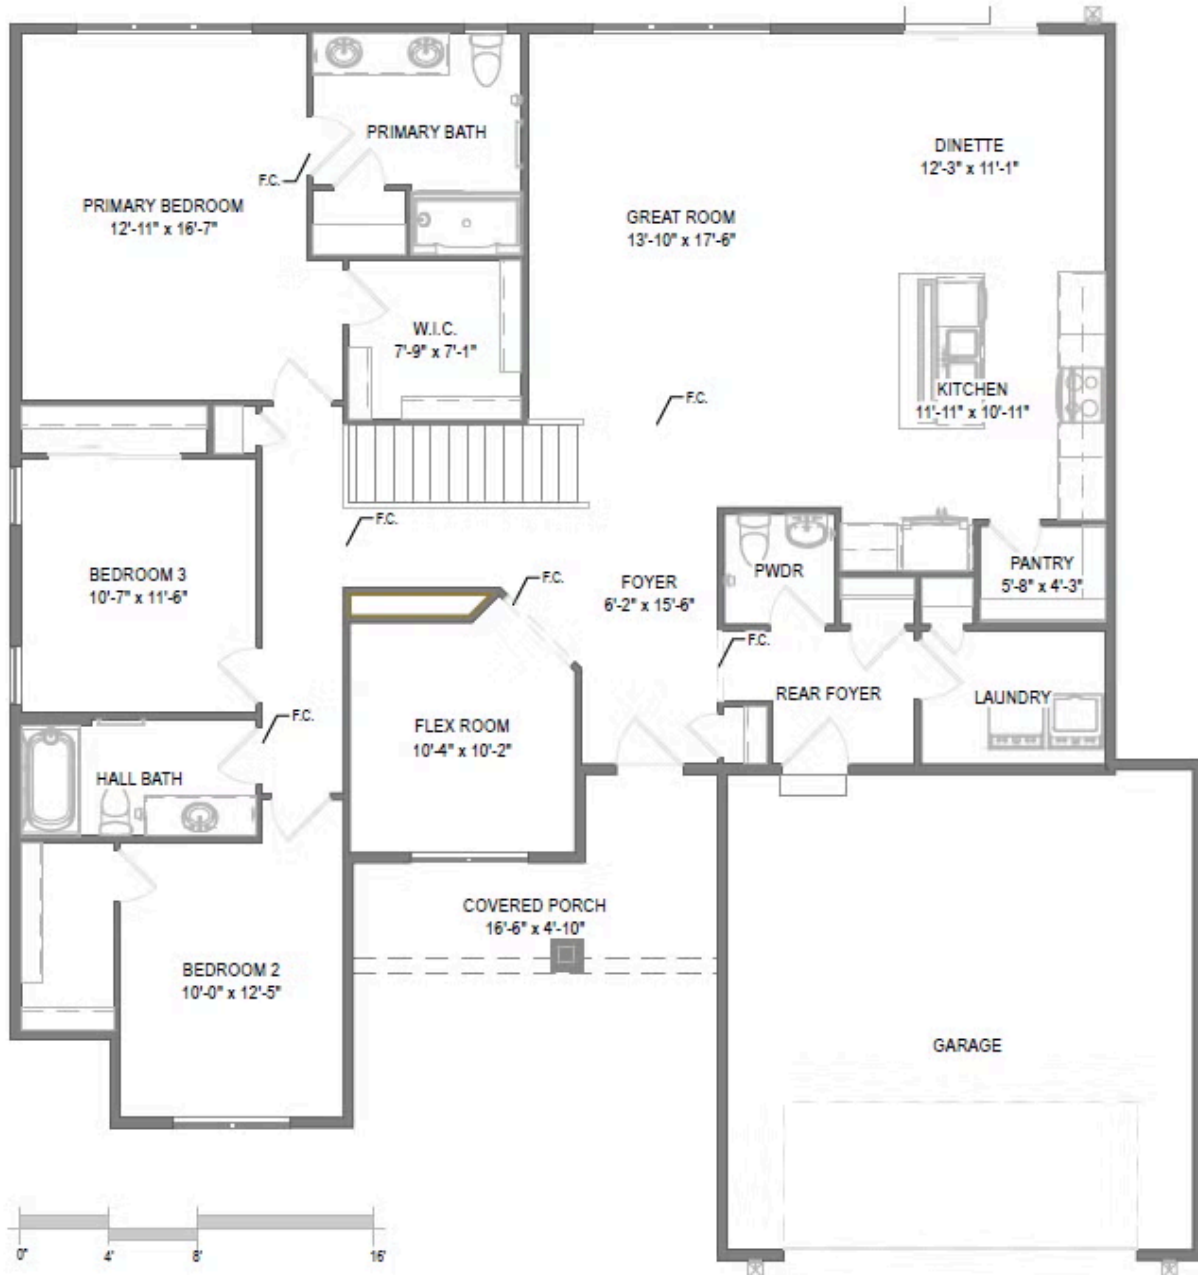 PRIMARY BATH
F.C.
PRIMARY BEDROOM
12'-11" x 16'-7"
DINETTE
12'-3" x 11'-1"
GREAT ROOM
13'-10" x 17'-6"
W.I.C.
7'-9" x 7'-1"
KITCHEN
11'-11" x 10'-11"
F.C.
F.C.
BEDROOM 3
10'-7" x 11'-6"
F.C.
FOYER
6'-2" x 15'-6"
PWDR
PANTRY
5'-8" x 4'-3"
F.C.
REAR FOYER
LAUNDRY
F.C.
FLEX ROOM
10'-4" x 10'-2"
HALL BATH
COVERED PORCH
16'-6" x 4'-10"
BEDROOM 2
10'-0" x 12'-5"
GARAGE
0" 4' 8' 16'